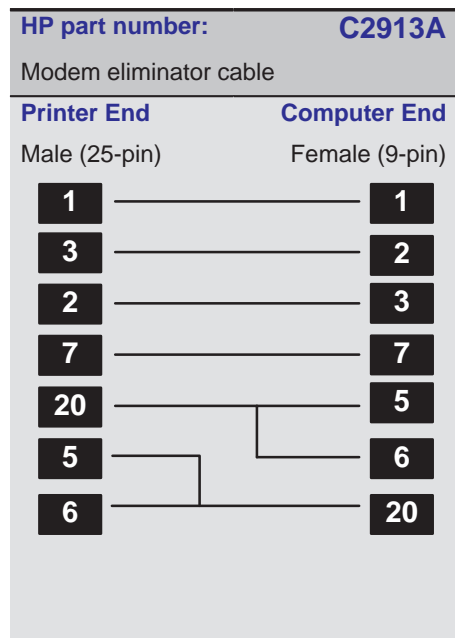 HP part number: C2913A
Modem eliminator cable
Printer End Computer End
Male (25-pin) Female (9-pin)
1 1
3 2
2 3
7 7
20 5
5 6
6 20